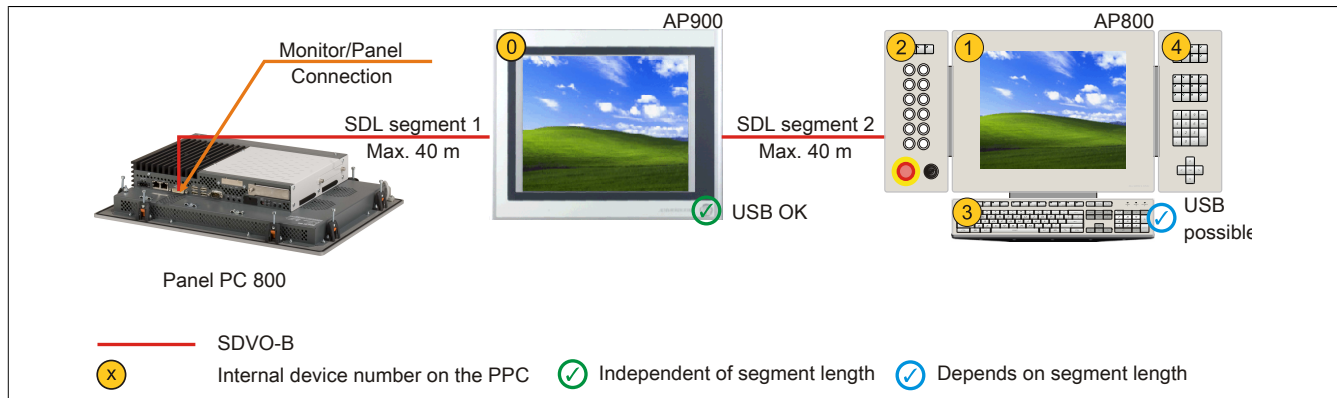 AP900
AP800
0
2
1
4
Monitor/Panel
Connection
SDL segment 1
Max. 40 m
SDL segment 2
Max. 40 m
USB OK
3
USB
possible
Panel PC 800
SDVO-B
x
Internal device number on the PPC
Independent of segment length
Depends on segment length